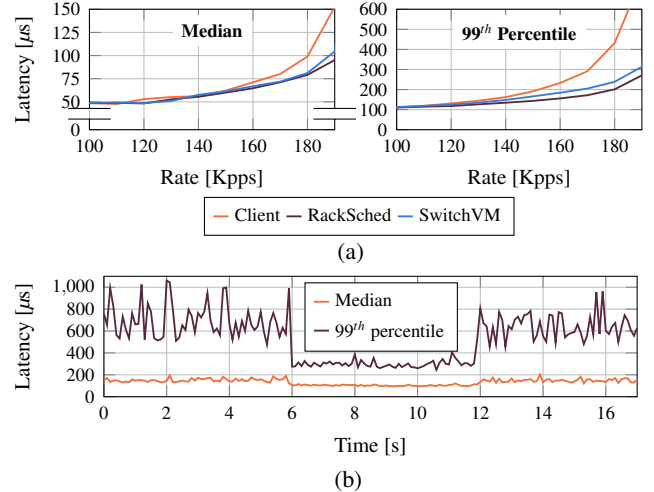 Median
Latency [μs]
150
125
100
75
50
100 120 140 160 180
Rate [Kpps]
99th Percentile
600
500
400
300
200
100
0
100 120 140 160 180
Rate [Kpps]
Client RackSched SwitchVM
(a)
Latency [μs]
1,000
800
600
400
200
0
Median
99th percentile
0 2 4 6 8 10 12 14 16
Time [s]
(b)